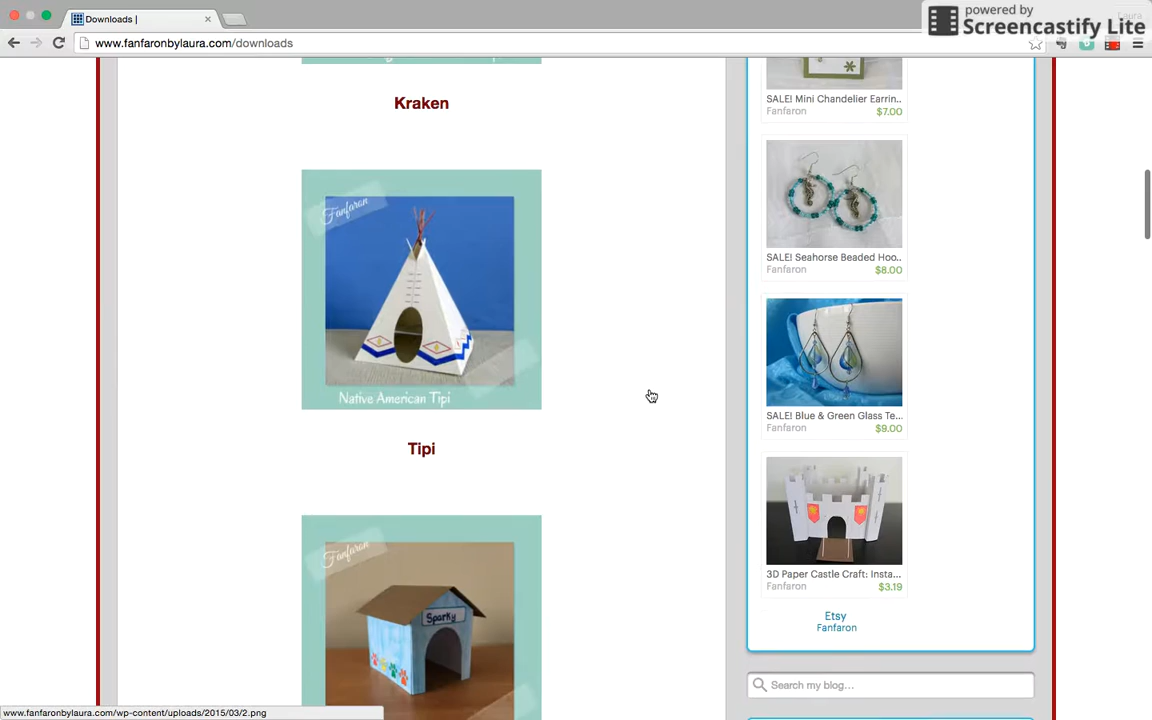 Downloads |
powered by
Screencastify Lite
www.fanfaronbylaura.com/downloads
Kraken
Fanfaron
Native American Tipi
Tipi
Fanfaron
Sparky
SALE! Mini Chandelier Earrin..
Fanfaron
$7.00
SALE! Seahorse Beaded Hoo..
Fanfaron
$8.00
SALE! Blue & Green Glass Te...
Fanfaron
$9.00
3D Paper Castle Craft: Insta...
Fanfaron
$3.19
Etsy
Fanfaron
Search my blog...
www.fanfaronbylaura.com/wp-content/uploads/2015/03/2.png